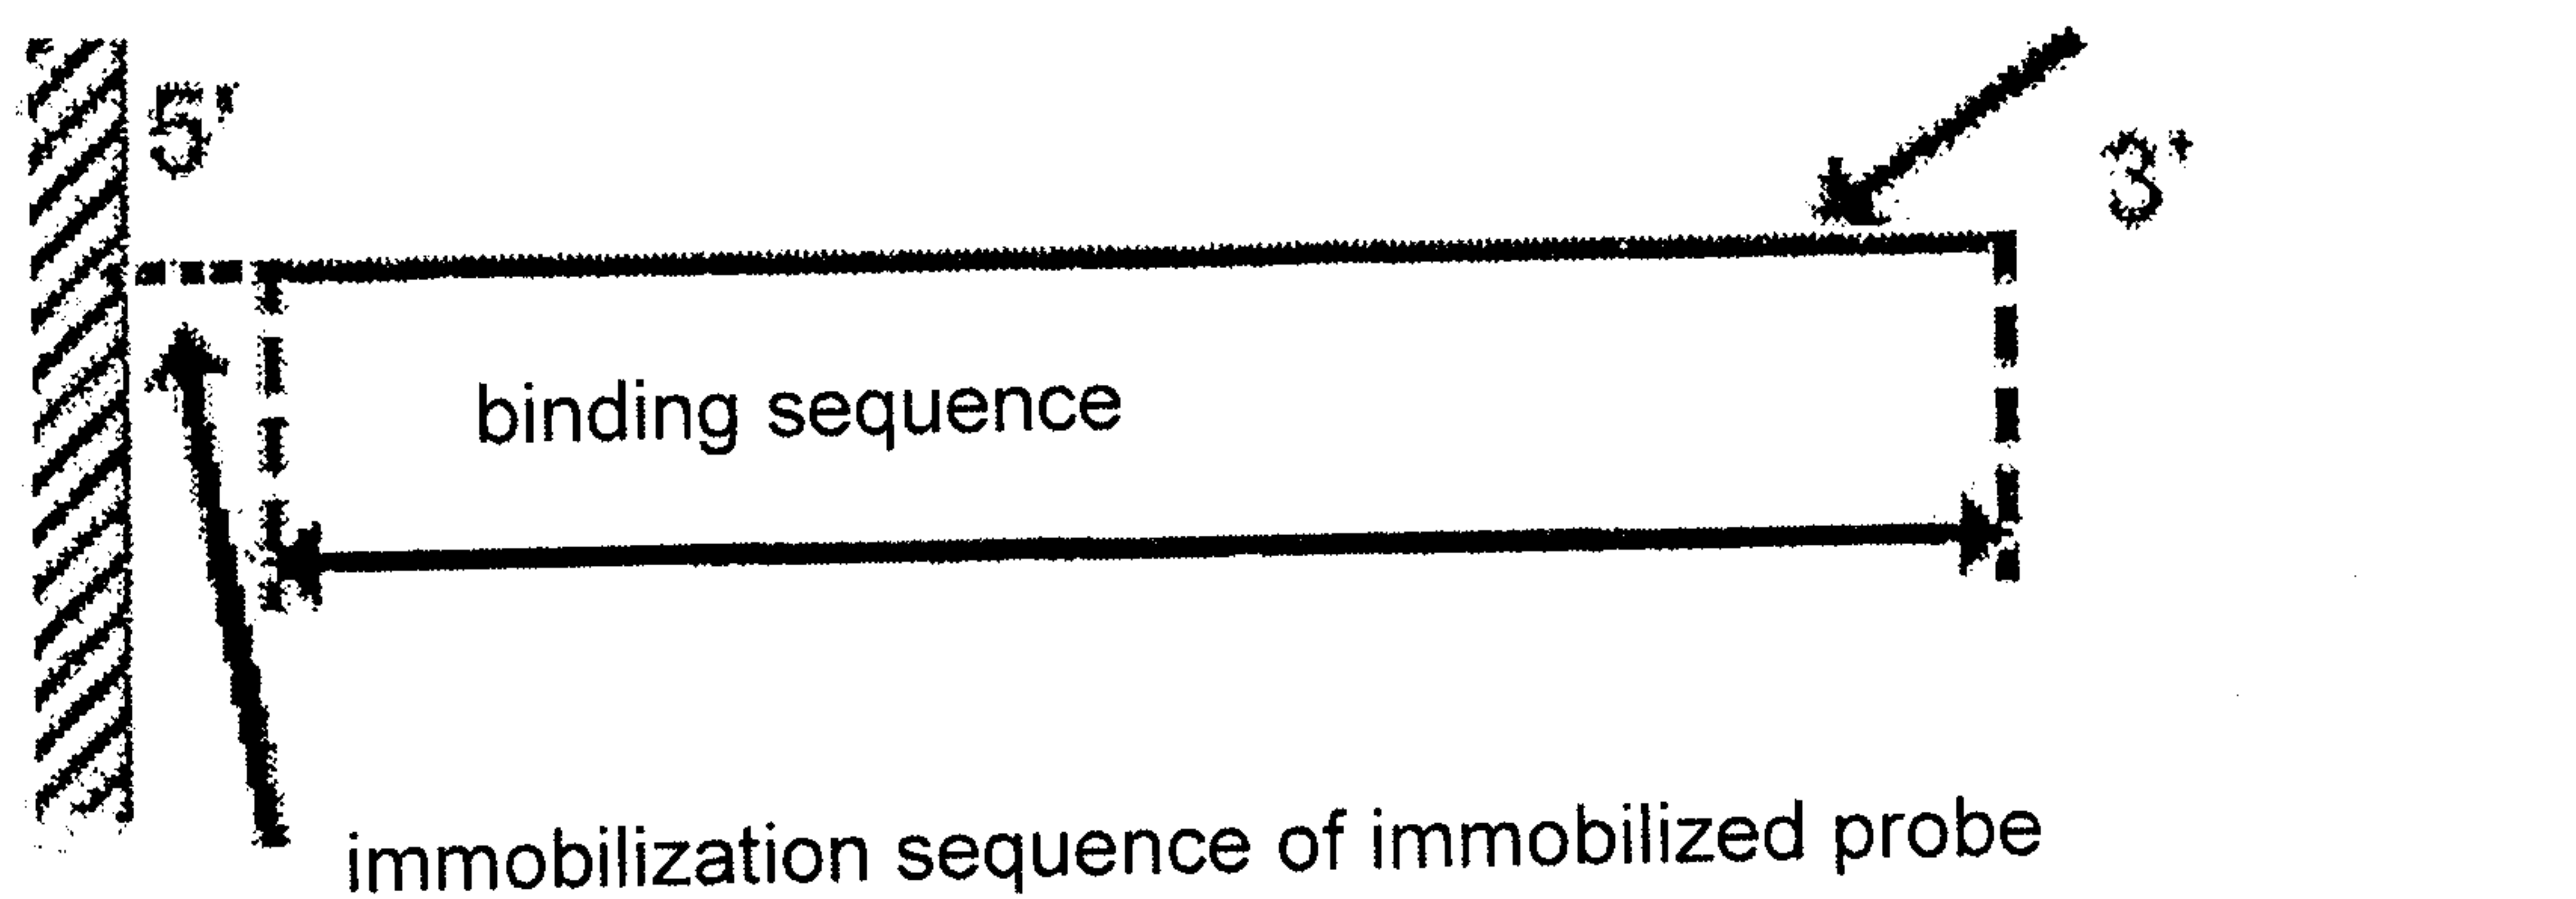 5'
3'
binding sequence
immobilization sequence of immobilized probe